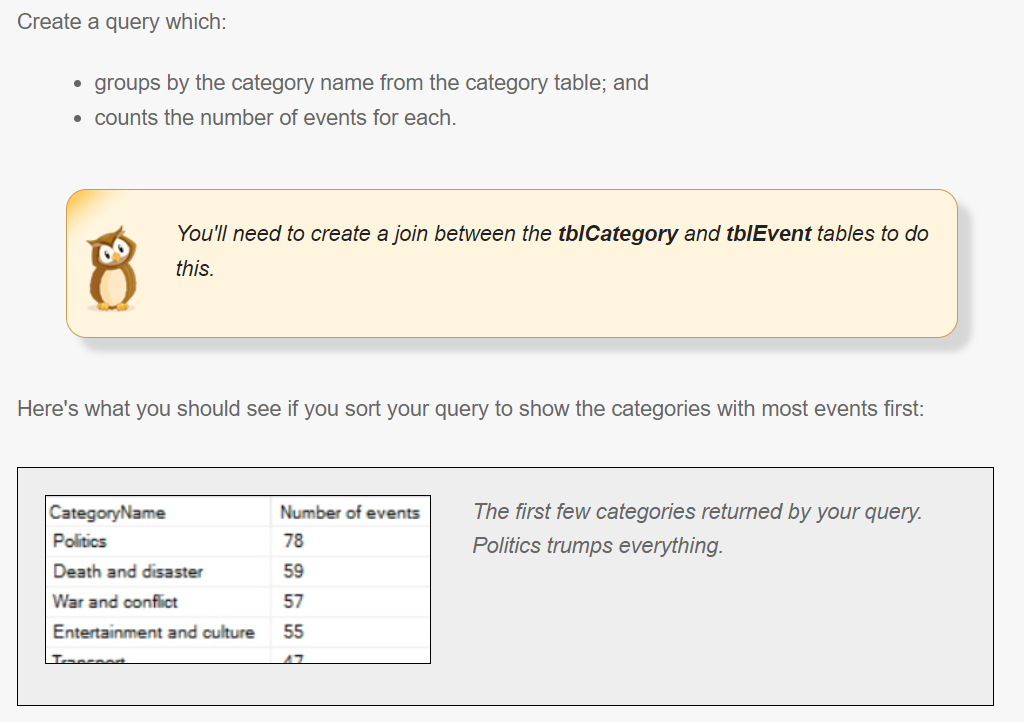 Create a query which:
groups by the category name from the category table; and
counts the number of events for each.
You'll need to create a join between the tblCategory and tblEvent tables to do
this.
Here's what you should see if you sort your query to show the categories with most events first:
CategoryName Number of events
Politics 78
Death and disaster 59
War and conflict 57
Entertainment and culture 55
Transport 47
The first few categories returned by your query.
Politics trumps everything.